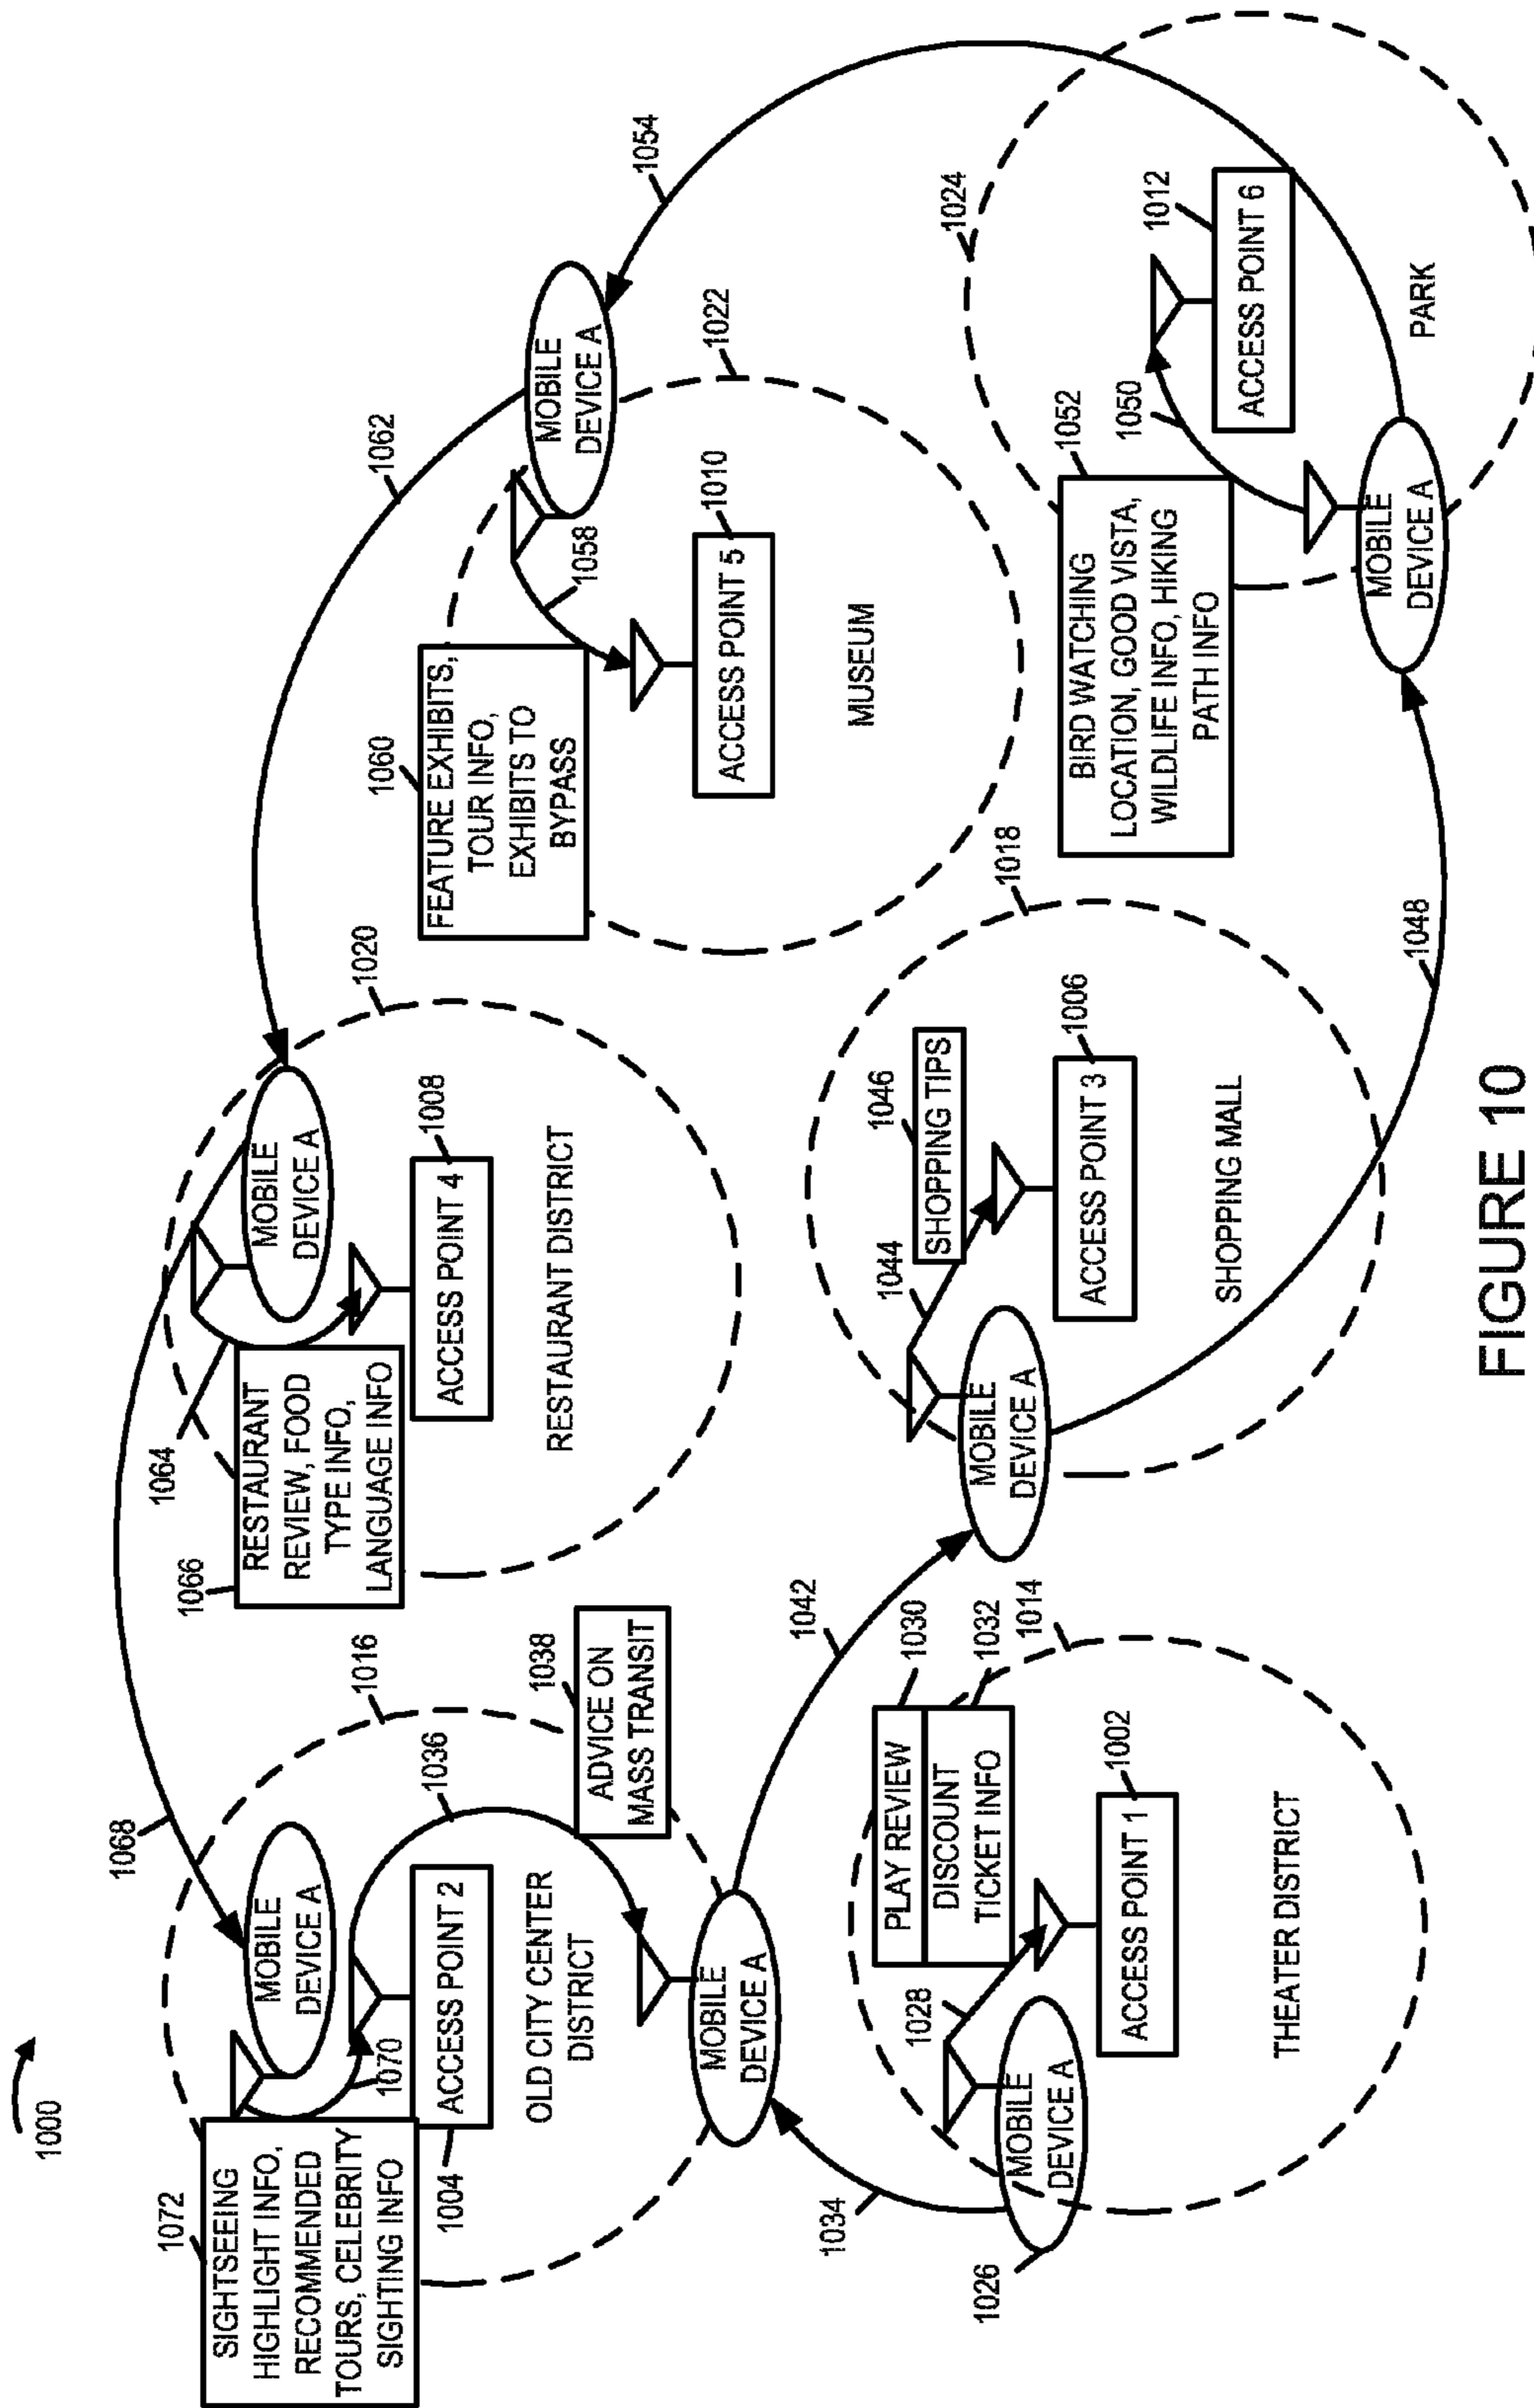 1000
1072
SIGHTSEEING
HIGHLIGHT INFO,
RECOMMENDED
TOURS, CELEBRITY
SIGHTING INFO
1068
MOBILE
DEVICE A
1070
1004
ACCESS POINT 2
OLD CITY CENTER
DISTRICT
1016
1036
1038
ADVICE ON
MASS TRANSIT
MOBILE
DEVICE A
1064
1066
RESTAURANT
REVIEW, FOOD
TYPE INFO,
LANGUAGE INFO
MOBILE
DEVICE A
1020
1008
ACCESS POINT 4
RESTAURANT DISTRICT
1062
1060
FEATURE EXHIBITS,
TOUR INFO,
EXHIBITS TO
BYPASS
1058
MOBILE
DEVICE A
1022
1010
ACCESS POINT 5
MUSEUM
1054
1034
1026
MOBILE
DEVICE A
1028
PLAY REVIEW
DISCOUNT
TICKET INFO
1030
1032
1014
1002
ACCESS POINT 1
THEATER DISTRICT
1042
MOBILE
DEVICE A
1044
1046
SHOPPING TIPS
1006
ACCESS POINT 3
SHOPPING MALL
1018
1048
1024
1052
BIRD WATCHING
LOCATION, GOOD VISTA,
WILDLIFE INFO, HIKING
PATH INFO
1050
1012
ACCESS POINT 6
MOBILE
DEVICE A
PARK
FIGURE 10